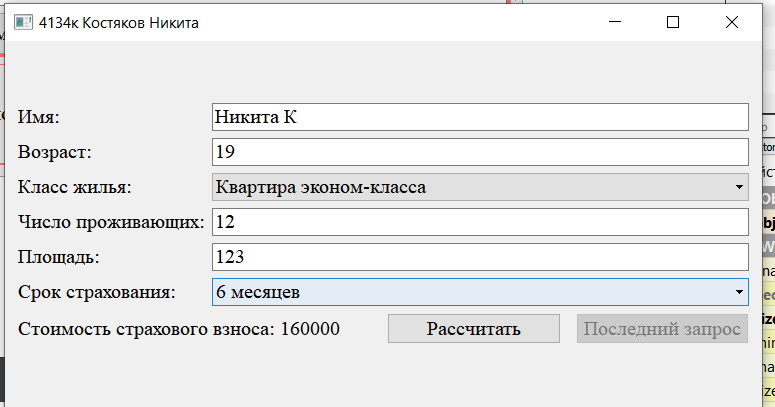 4134к Костяков Никита
Имя: Никита К
Возраст: 19
Класс жилья: Квартира эконом-класса
Число проживающих: 12
Площадь: 123
Срок страхования: 6 месяцев
Стоимость страхового взноса: 160000 Рассчитать Последний запрос